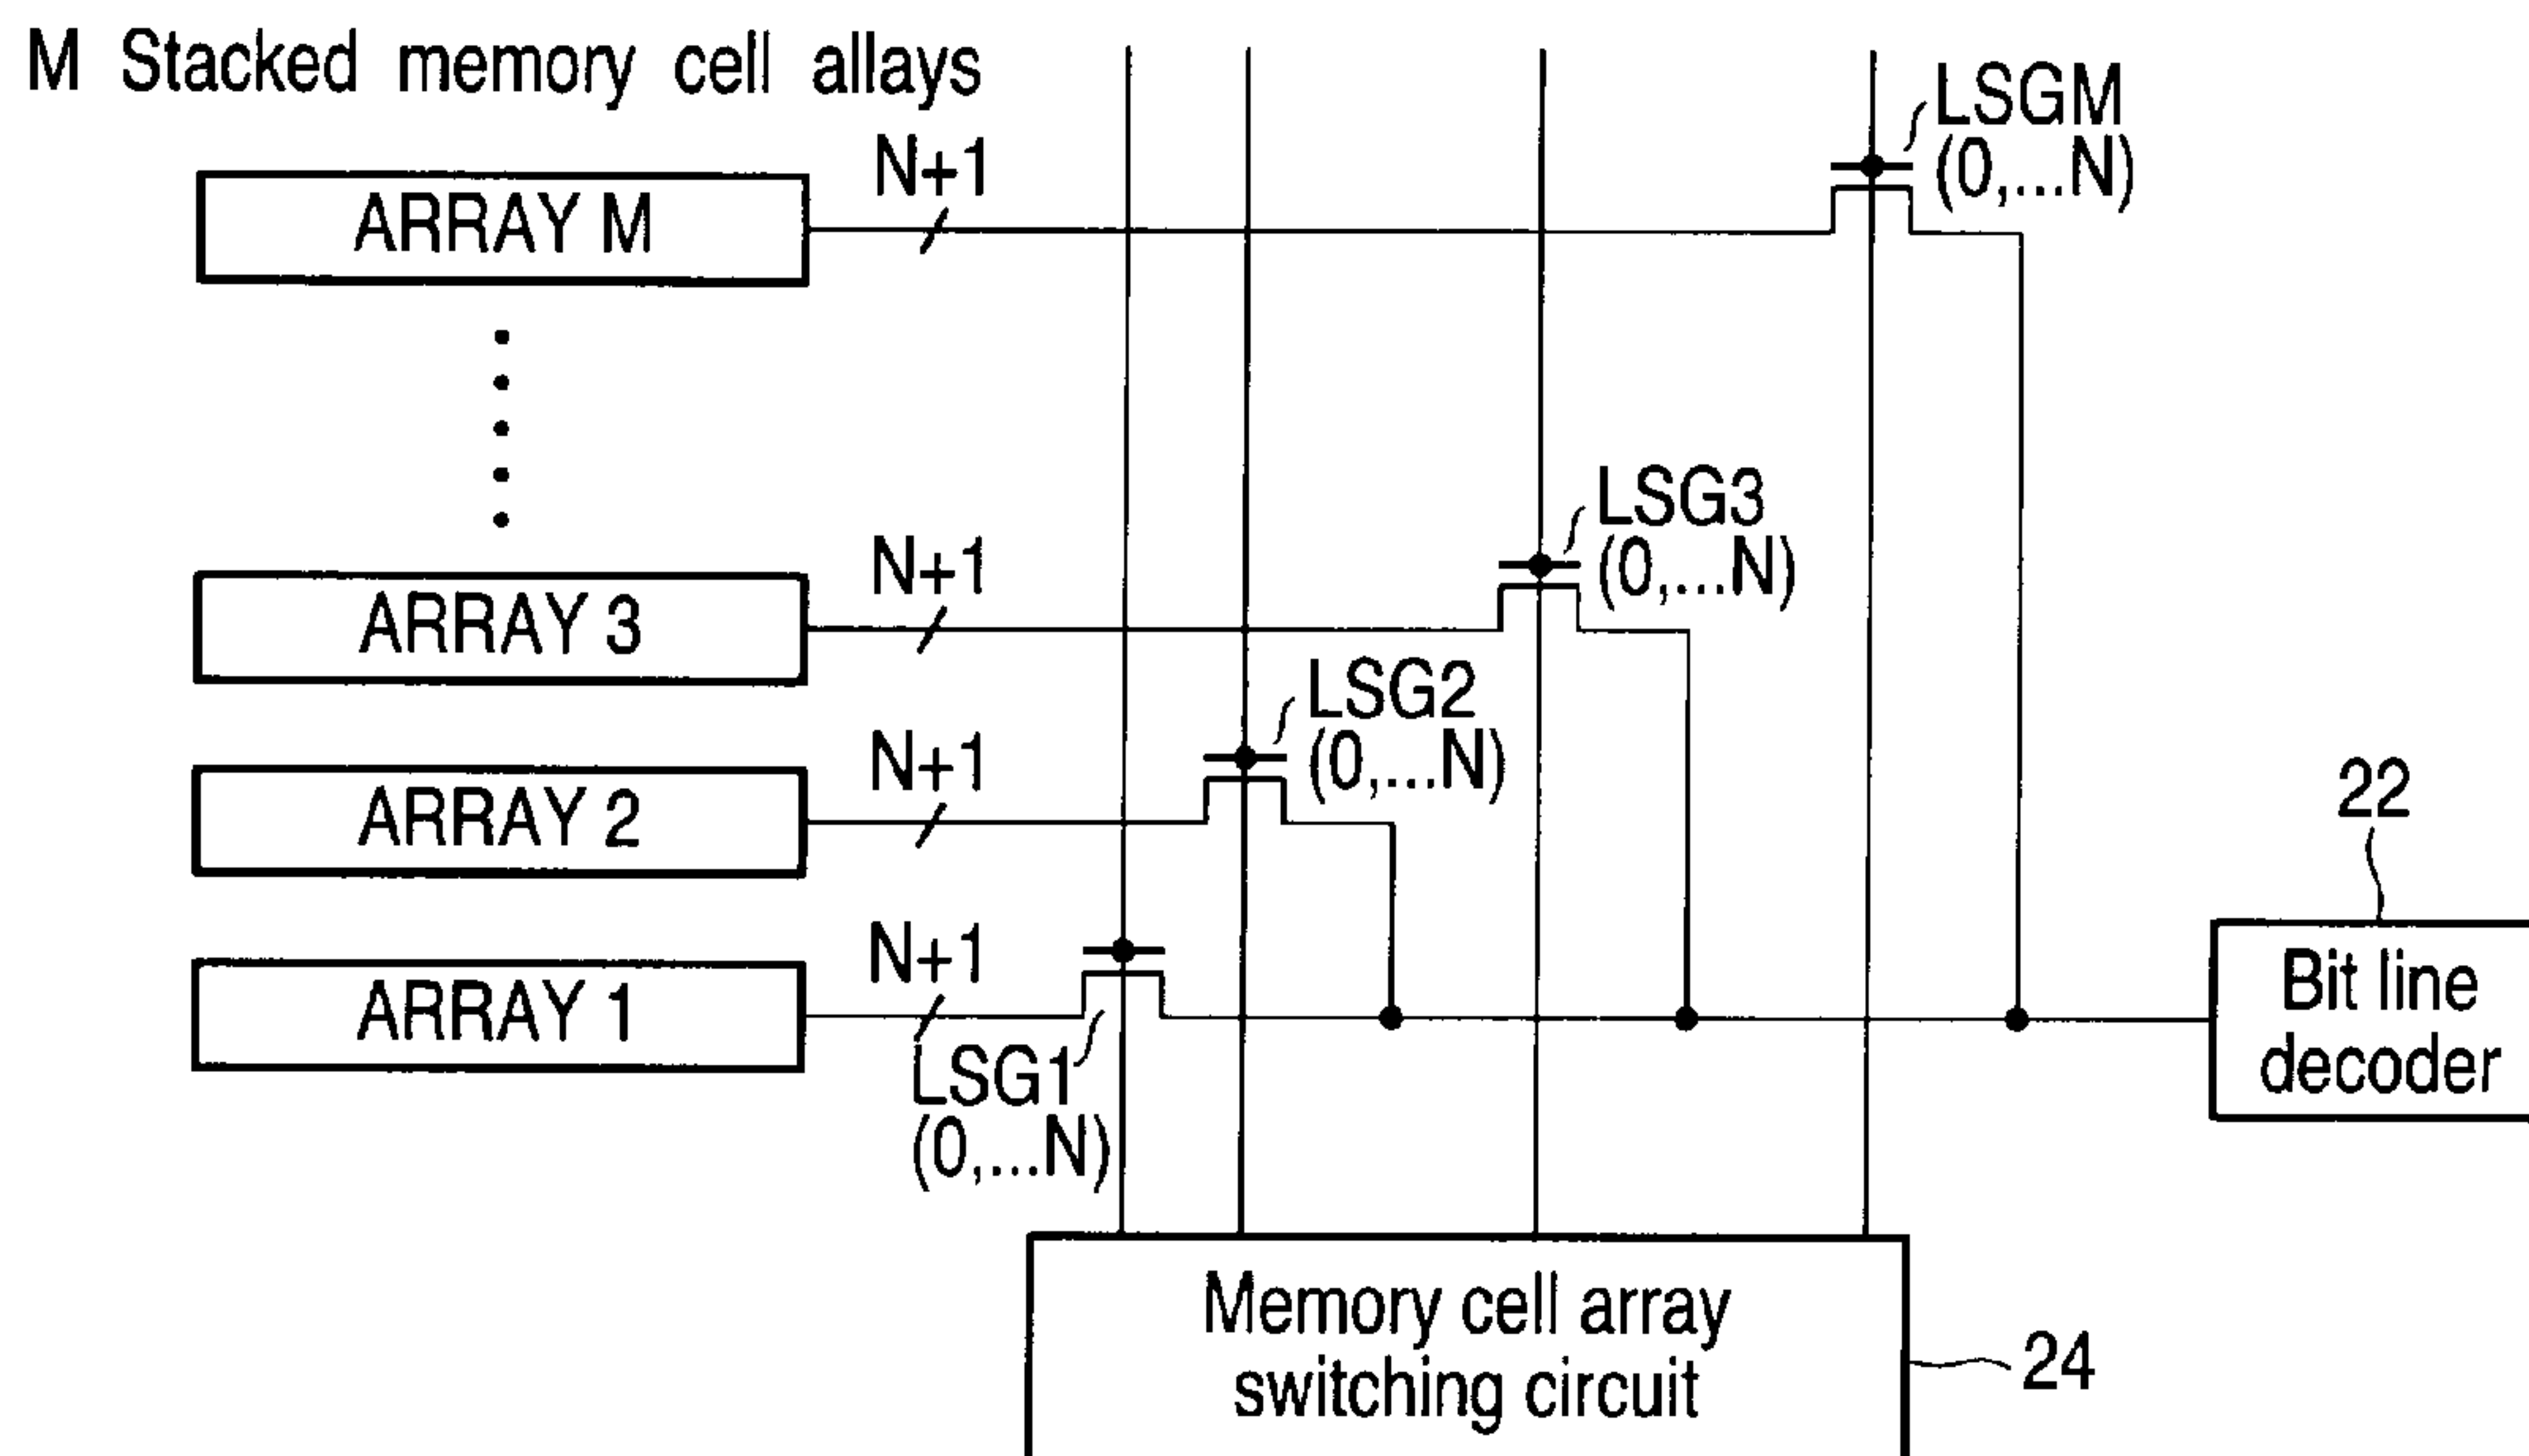 M Stacked memory cell allays
LSGM
(0,...N)
N+1
ARRAY M
LSG3
(0,...N)
N+1
ARRAY 3
LSG2
(0,...N)
N+1
ARRAY 2
22
N+1
ARRAY 1
Bit line
decoder
LSG1
(0,...N)
Memory cell array
switching circuit
24